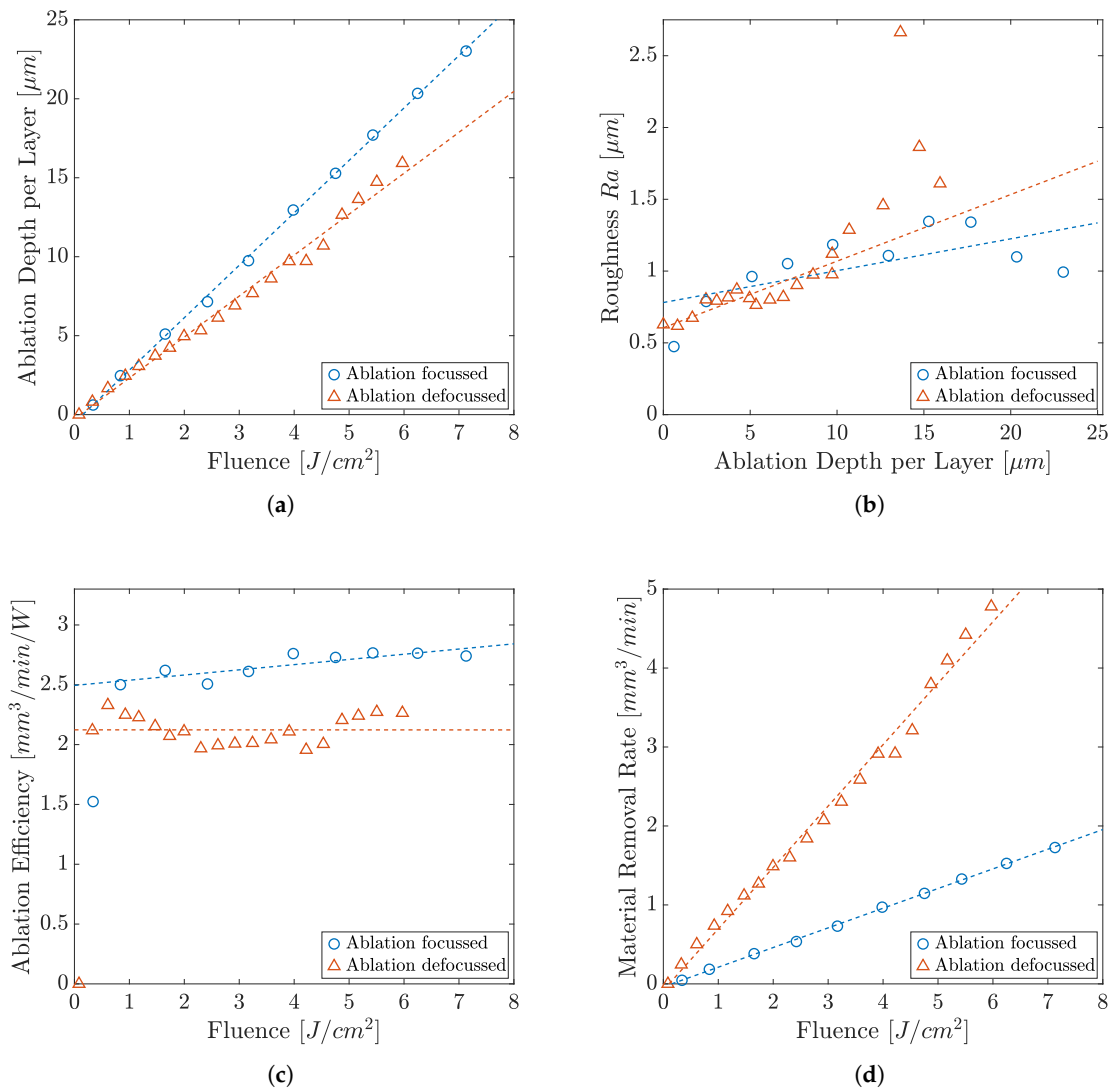 Ablation Depth per Layer [μm]
25
20
15
10
5
0
Ablation focussed
Ablation defocussed
0 1 2 3 4 5 6 7 8
Fluence [J/cm²]
(a)
Roughness Ra [μm]
2.5
2
1.5
1
0.5
0
Ablation focussed
Ablation defocussed
0 5 10 15 20 25
Ablation Depth per Layer [μm]
(b)
Ablation Efficiency [mm³/min/W]
3
2.5
2
1.5
1
0.5
0
Ablation focussed
Ablation defocussed
0 1 2 3 4 5 6 7 8
Fluence [J/cm²]
(c)
Material Removal Rate [mm³/min]
5
4
3
2
1
0
Ablation focussed
Ablation defocussed
0 1 2 3 4 5 6 7 8
Fluence [J/cm²]
(d)